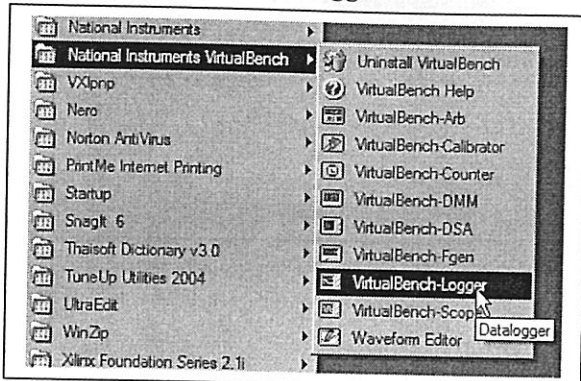 National Instruments
National Instruments VirtualBench
VXIpnp
Nero
Norton AntiVirus
PrintMe Internet Printing
Startup
SnagIt 6
Thaisoft Dictionary v3.0
TuneUp Utilities 2004
UltraEdit
WinZip
Xilinx Foundation Series 2.1i
Uninstall VirtualBench
VirtualBench Help
VirtualBench-Arb
VirtualBench-Calibrator
VirtualBench-Counter
VirtualBench-DMM
VirtualBench-DSA
VirtualBench-Fgen
VirtualBench-Logger
VirtualBench-Scope
Datalogger
Waveform Editor